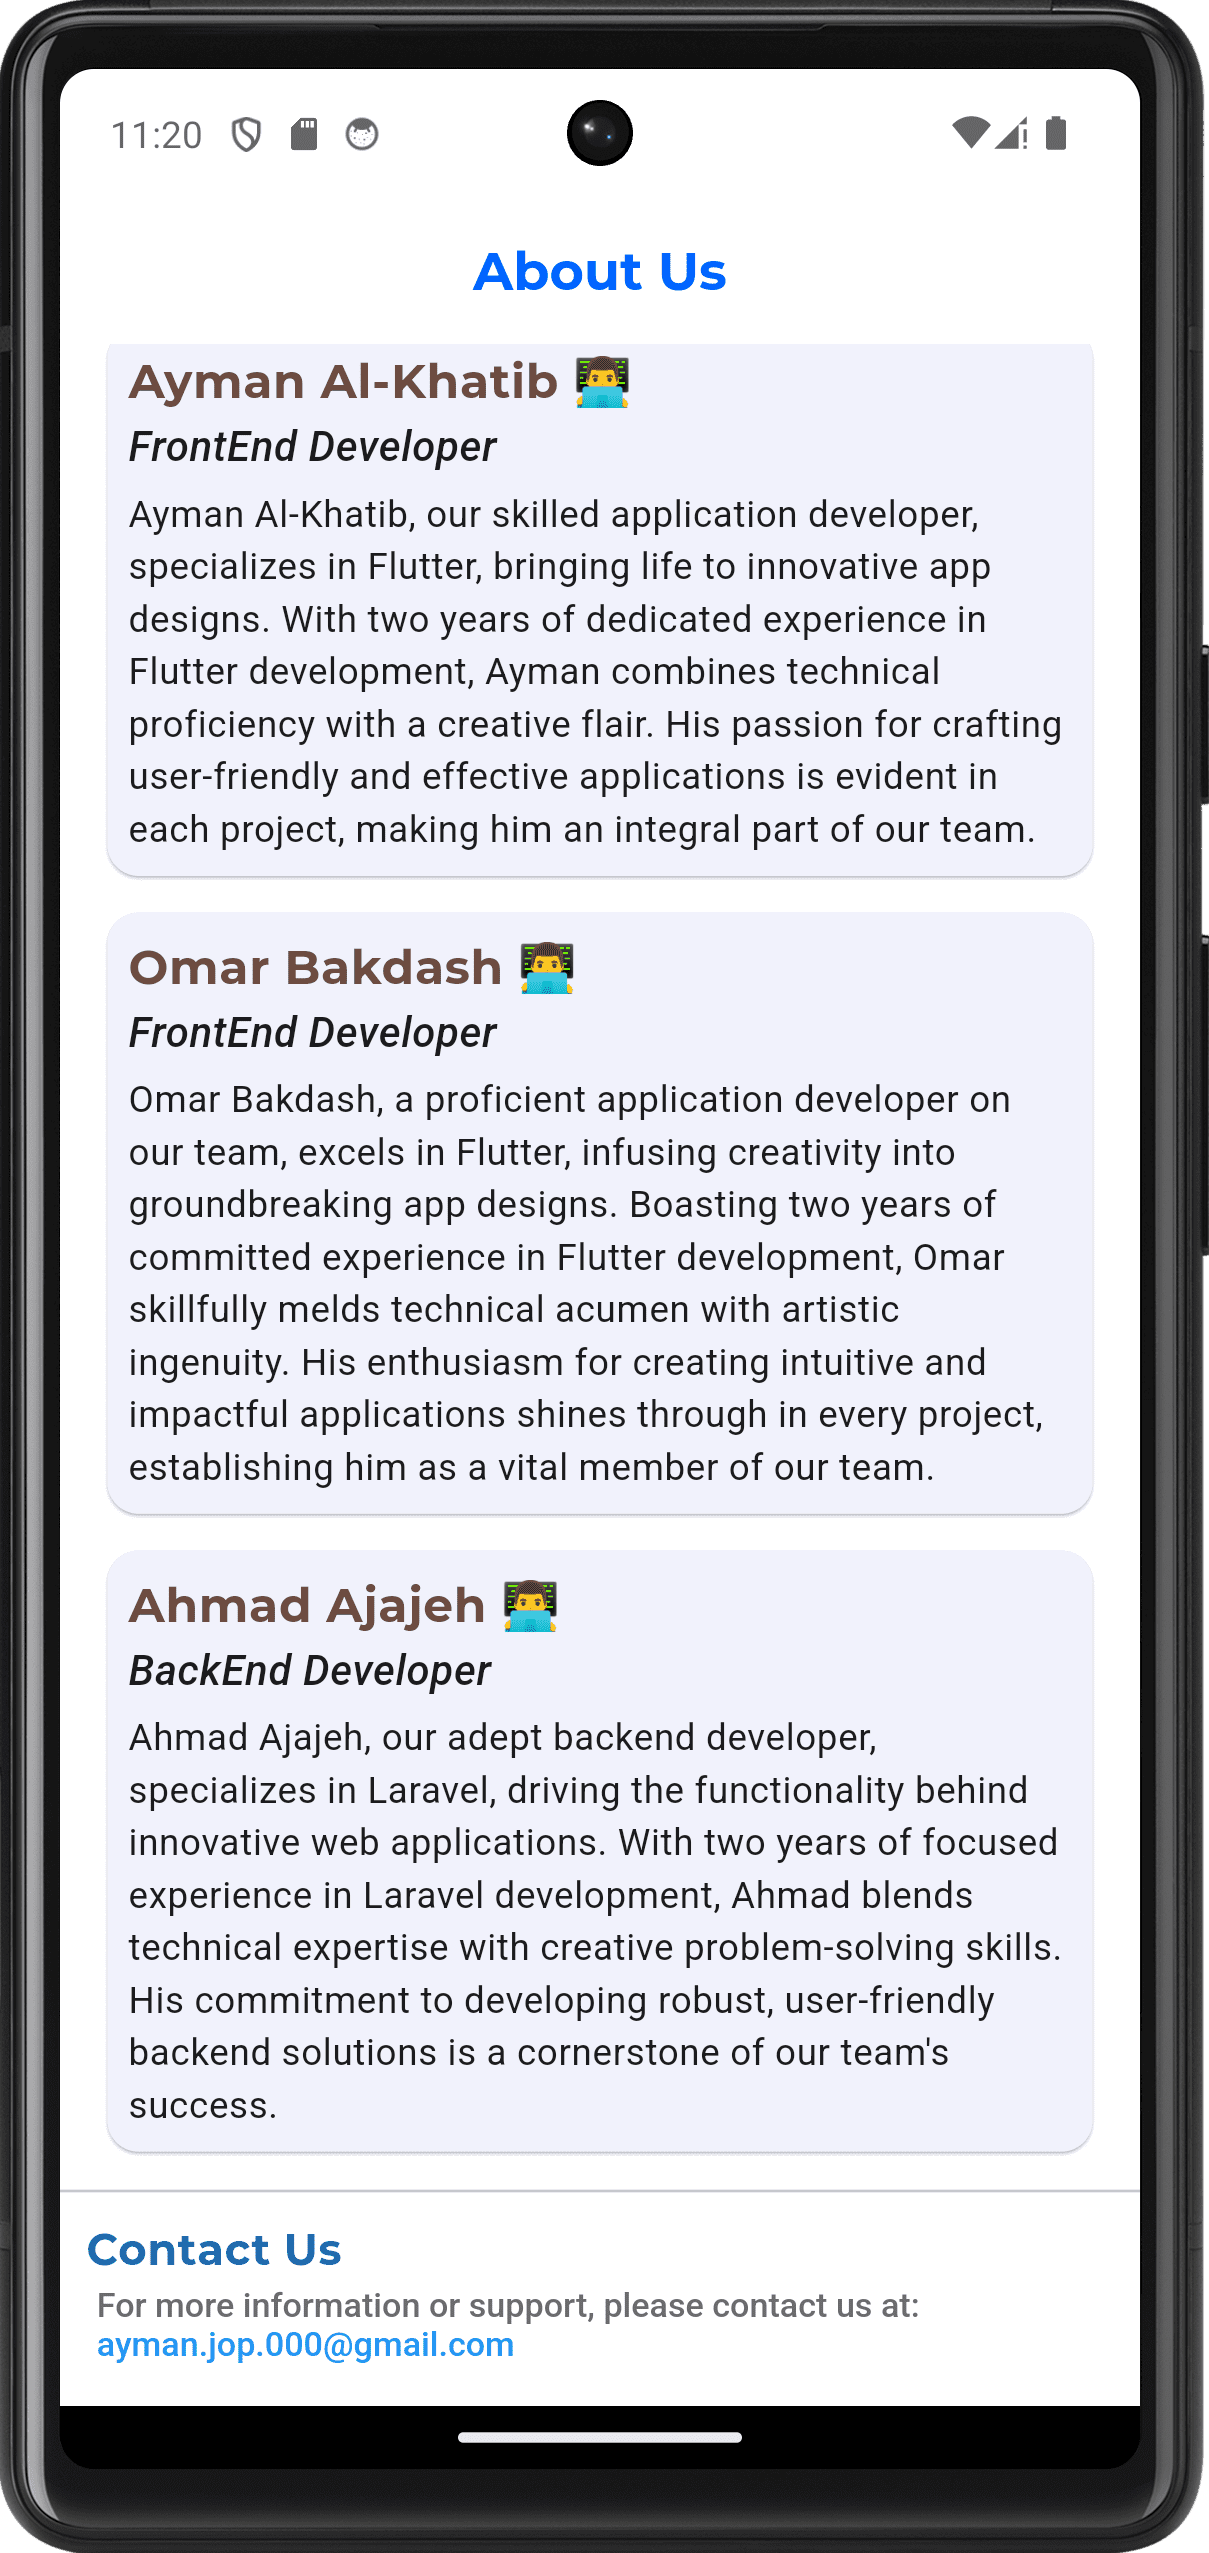 11:20
About Us
Ayman Al-Khatib 👨‍💻
FrontEnd Developer
Ayman Al-Khatib, our skilled application developer,
specializes in Flutter, bringing life to innovative app
designs. With two years of dedicated experience in
Flutter development, Ayman combines technical
proficiency with a creative flair. His passion for crafting
user-friendly and effective applications is evident in
each project, making him an integral part of our team.
Omar Bakdash 👨‍💻
FrontEnd Developer
Omar Bakdash, a proficient application developer on
our team, excels in Flutter, infusing creativity into
groundbreaking app designs. Boasting two years of
committed experience in Flutter development, Omar
skillfully melds technical acumen with artistic
ingenuity. His enthusiasm for creating intuitive and
impactful applications shines through in every project,
establishing him as a vital member of our team.
Ahmad Ajajeh 👨‍💻
BackEnd Developer
Ahmad Ajajeh, our adept backend developer,
specializes in Laravel, driving the functionality behind
innovative web applications. With two years of focused
experience in Laravel development, Ahmad blends
technical expertise with creative problem-solving skills.
His commitment to developing robust, user-friendly
backend solutions is a cornerstone of our team's
success.
Contact Us
For more information or support, please contact us at:
ayman.jop.000@gmail.com